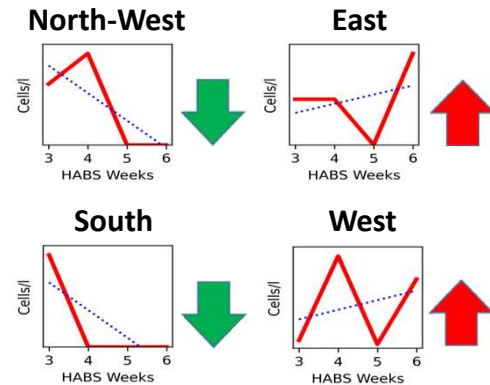 North-West
Cells/l
3 4 5 6
HABS Weeks
East
Cells/l
3 4 5 6
HABS Weeks
South
Cells/l
3 4 5 6
HABS Weeks
West
Cells/l
3 4 5 6
HABS Weeks